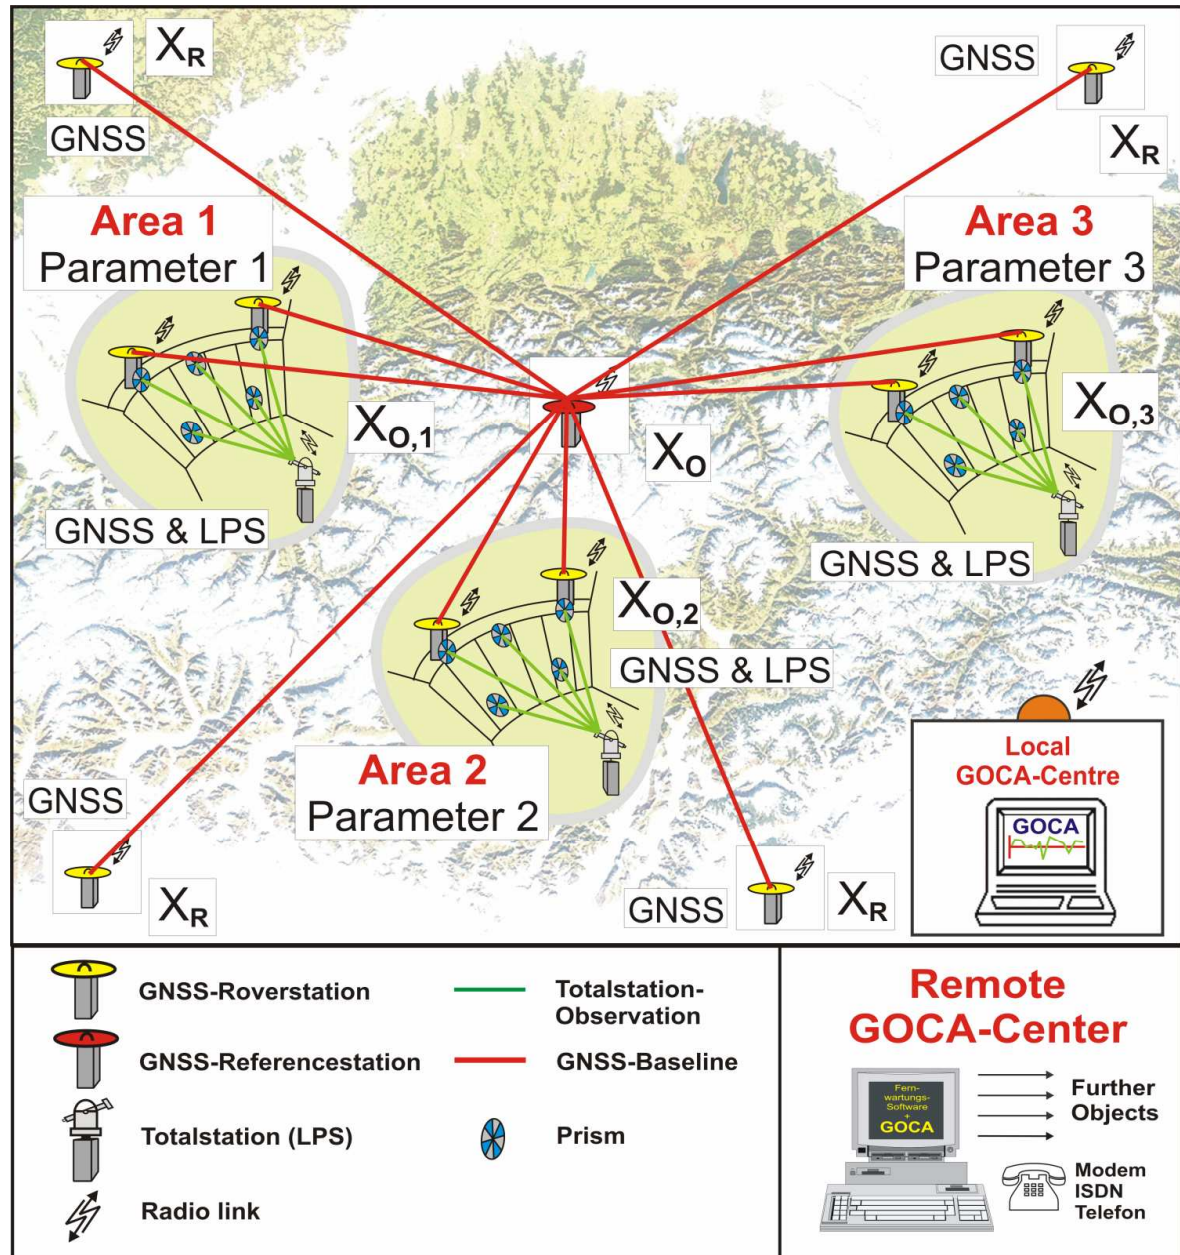 X_R
GNSS
GNSS
X_R
Area 1
Parameter 1
Area 3
Parameter 3
X_O,1
X_O
X_O,3
GNSS & LPS
GNSS & LPS
X_O,2
GNSS & LPS
Area 2
Parameter 2
Local
GOCA-Centre
GOCA
GNSS
X_R
GNSS
X_R
GNSS-Roverstation
Totalstation-
Observation
GNSS-Referencestation
GNSS-Baseline
Totalstation (LPS)
Prism
Radio link
Remote
GOCA-Center
Fern-
wartungs-
Software
+
GOCA
Further
Objects
Modem
ISDN
Telefon